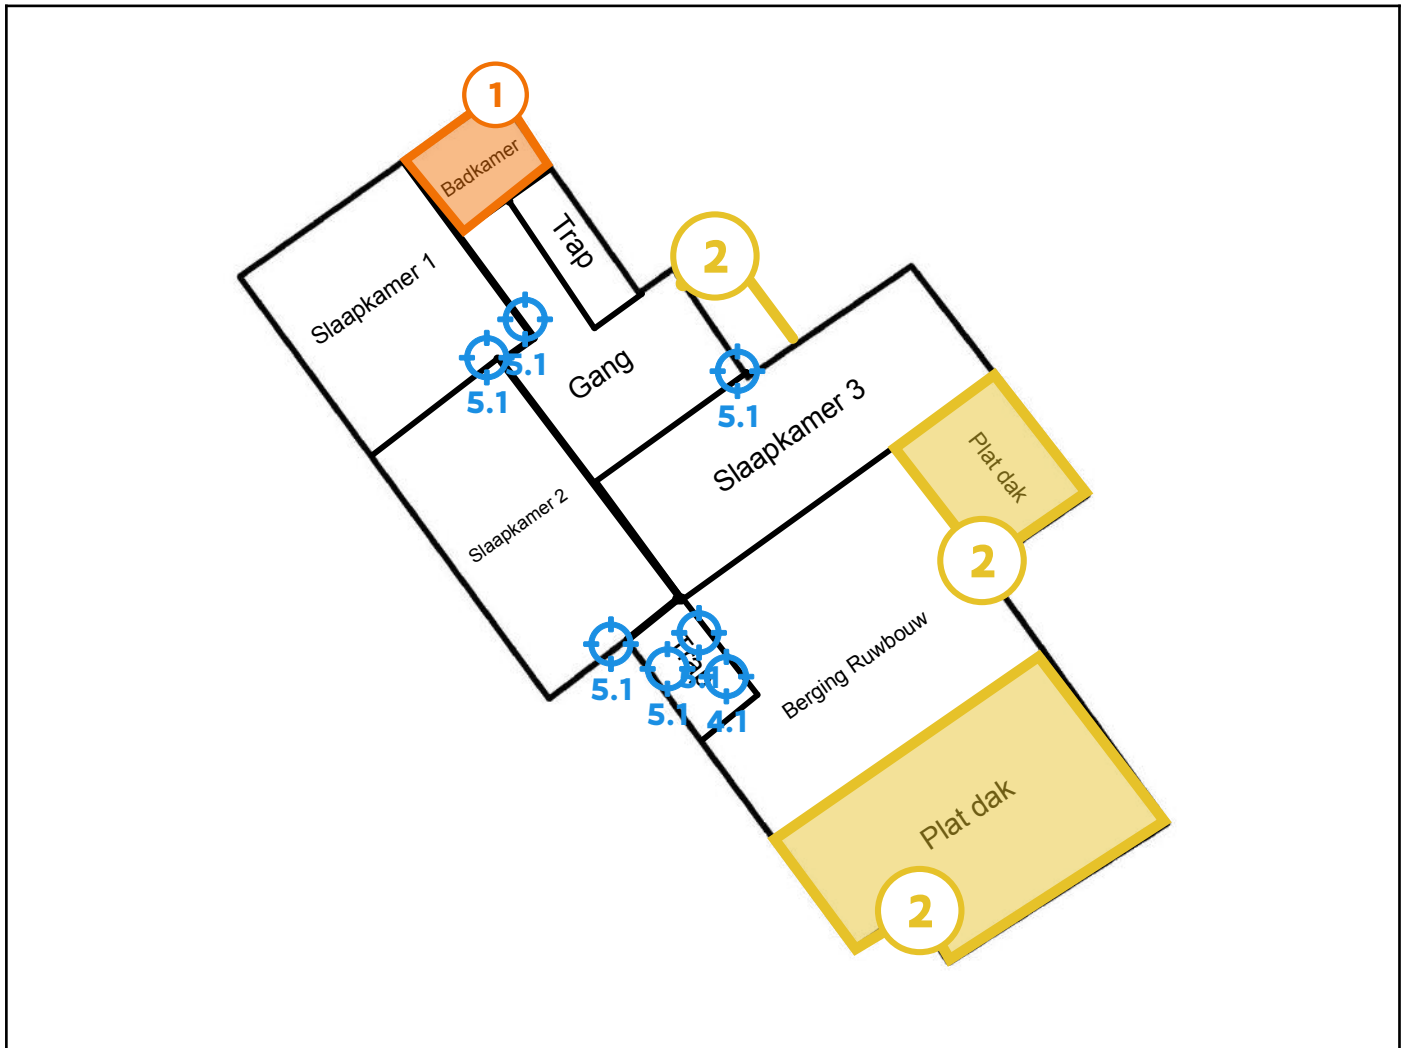 1
Badkamer
Trap
2
Slaapkamer 1
5.1
5.1
Gang
5.1
Slaapkamer 3
Plat dak
Slaapkamer 2
2
Berging Ruwbouw
5.1
5.1
4.1
Plat dak
2